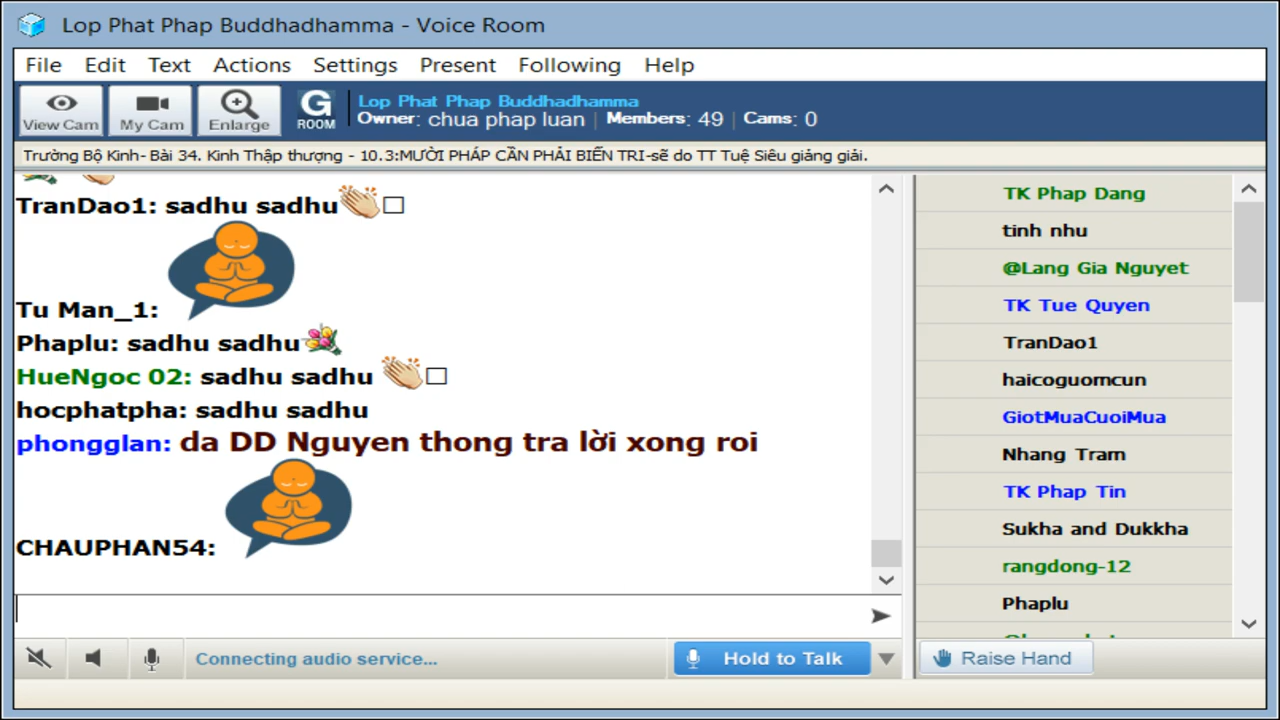 Lop Phat Phap Buddhadhamma - Voice Room
File Edit Text Actions Settings Present Following Help
View Cam
My Cam
Enlarge
G
ROOM
Lop Phat Phap Buddhadhamma
Owner: chua phap luan | Members: 49 | Cams: 0
Trường Bộ Kinh- Bài 34. Kinh Thập thượng - 10.3:MƯỜI PHÁP CẦN PHẢI BIẾN TRI-sẽ do TT Tuệ Siêu giảng giải.
TranDao1: sadhu sadhu
Tu Man_1:
Phaplu: sadhu sadhu
HueNgoc 02: sadhu sadhu
hocphatpha: sadhu sadhu
phongglan: da DD Nguyen thong tra lời xong roi
CHAUPHAN54:
TK Phap Dang
tinh nhu
@Lang Gia Nguyet
TK Tue Quyen
TranDao1
haicoguomcun
GiotMuaCuoiMua
Nhang Tram
TK Phap Tin
Sukha and Dukkha
rangdong-12
Phaplu
Connecting audio service...
Hold to Talk
Raise Hand